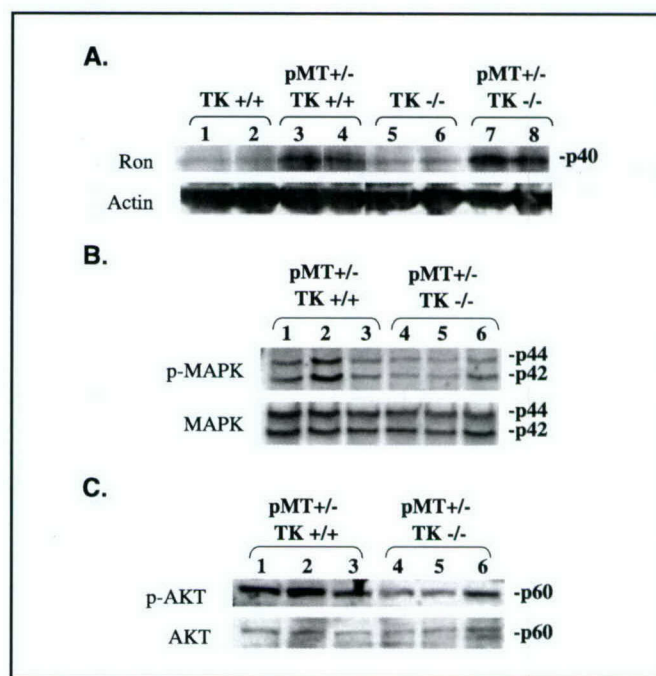 A.
pMT+/- pMT+/-
TK +/+ TK +/+ TK -/- TK -/-
1 2 3 4 5 6 7 8
Ron -p40
Actin
B.
pMT+/- pMT+/-
TK +/+ TK -/-
1 2 3 4 5 6
p-MAPK -p44
-p42
MAPK -p44
-p42
C.
pMT+/- pMT+/-
TK +/+ TK -/-
1 2 3 4 5 6
p-AKT -p60
AKT -p60